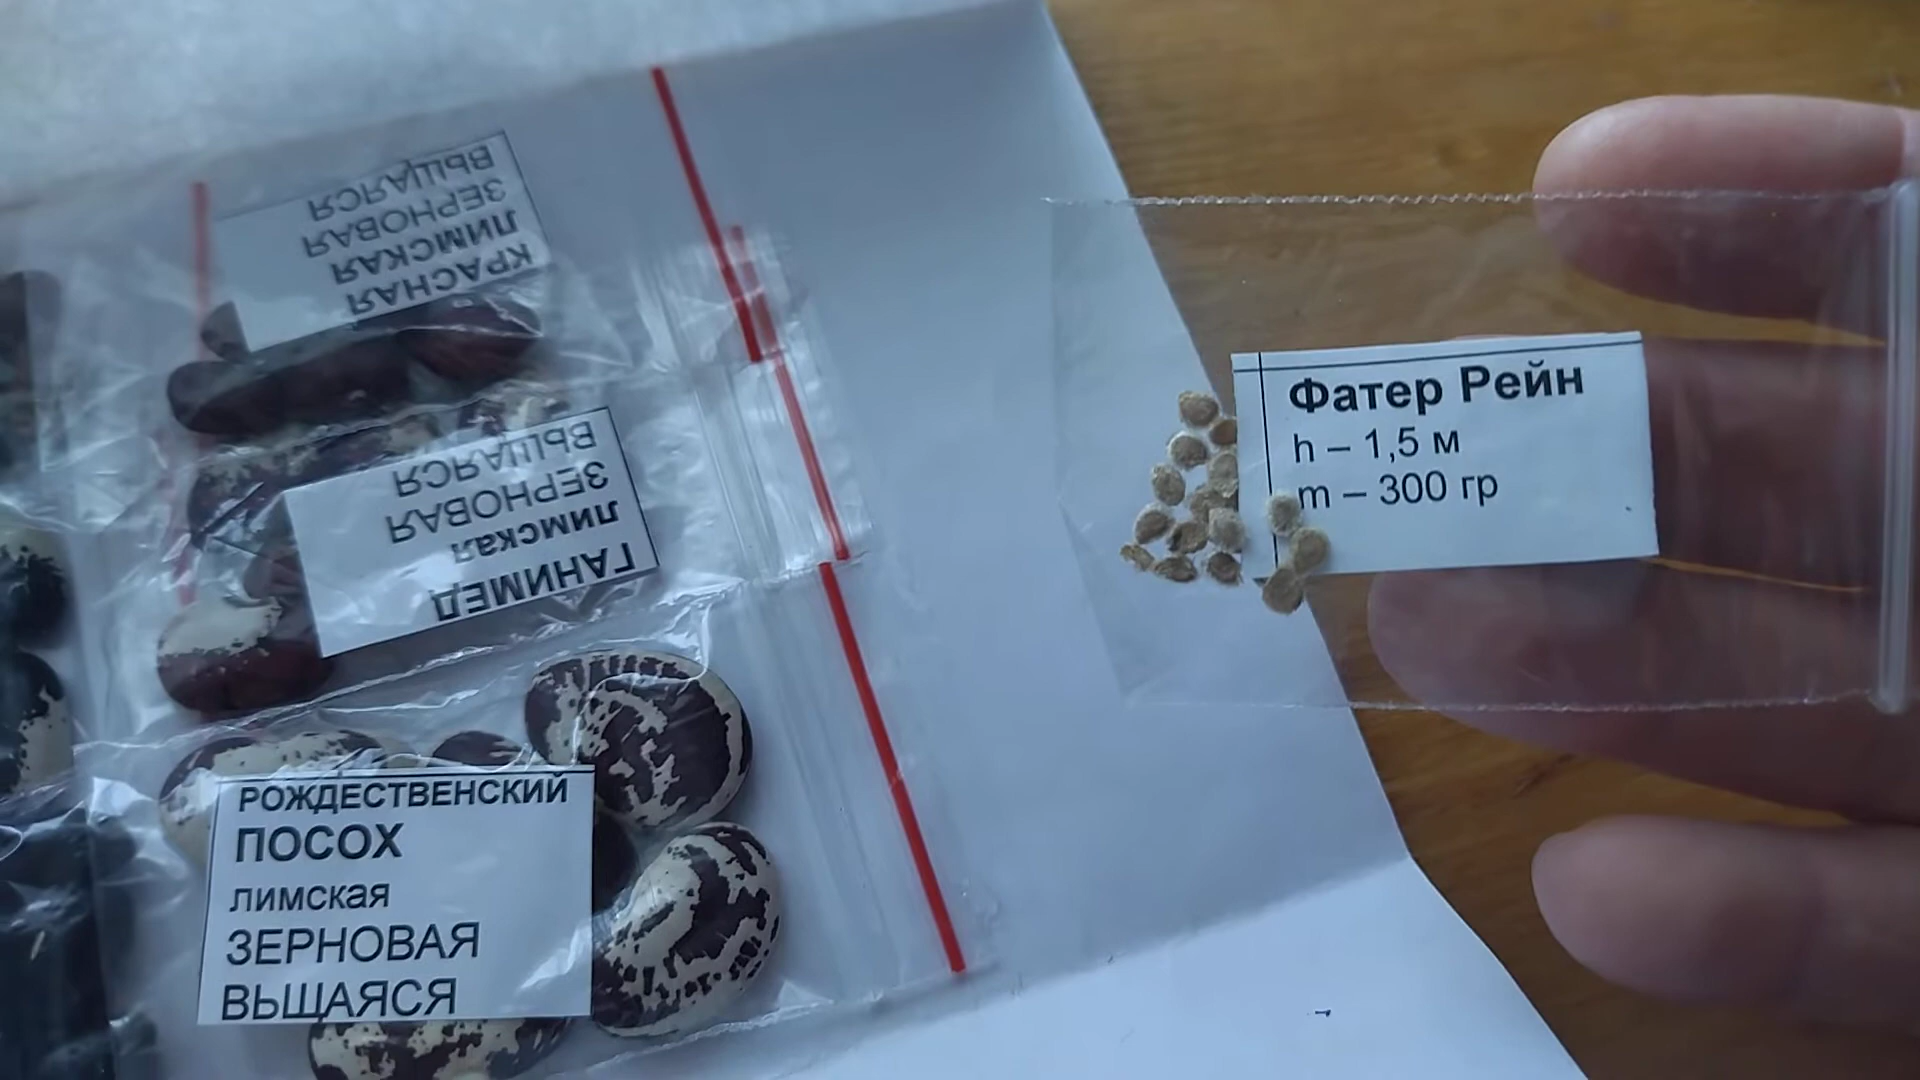 КРАСНАЯ
ЛИМСКАЯ
ЗЕРНОВАЯ
ВЬЩАЯСЯ
ГАНИМЕД
лимская
ЗЕРНОВАЯ
ВЬЩАЯСЯ
РОЖДЕСТВЕНСКИЙ
ПОСОХ
лимская
ЗЕРНОВАЯ
ВЬЩАЯСЯ
Фатер Рейн
h – 1,5 м
m – 300 гр